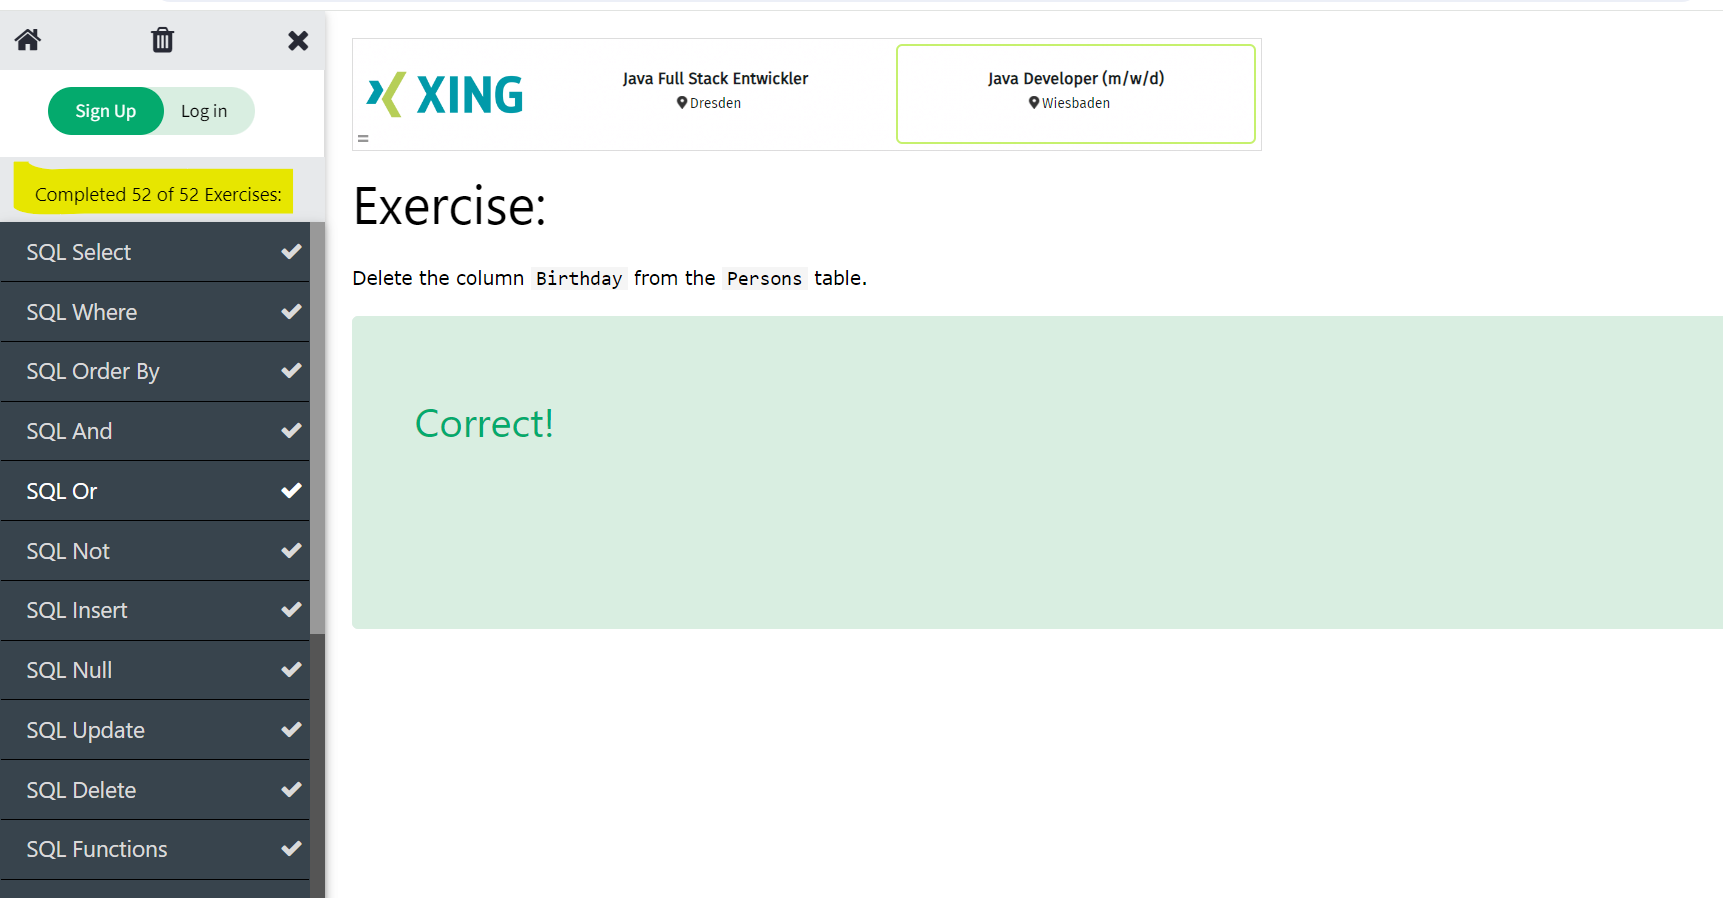 Sign Up
Log in
Completed 52 of 52 Exercises:
SQL Select
SQL Where
SQL Order By
SQL And
SQL Or
SQL Not
SQL Insert
SQL Null
SQL Update
SQL Delete
SQL Functions
XING
Java Full Stack Entwickler
Dresden
Java Developer (m/w/d)
Wiesbaden
Exercise:
Delete the column Birthday from the Persons table.
Correct!